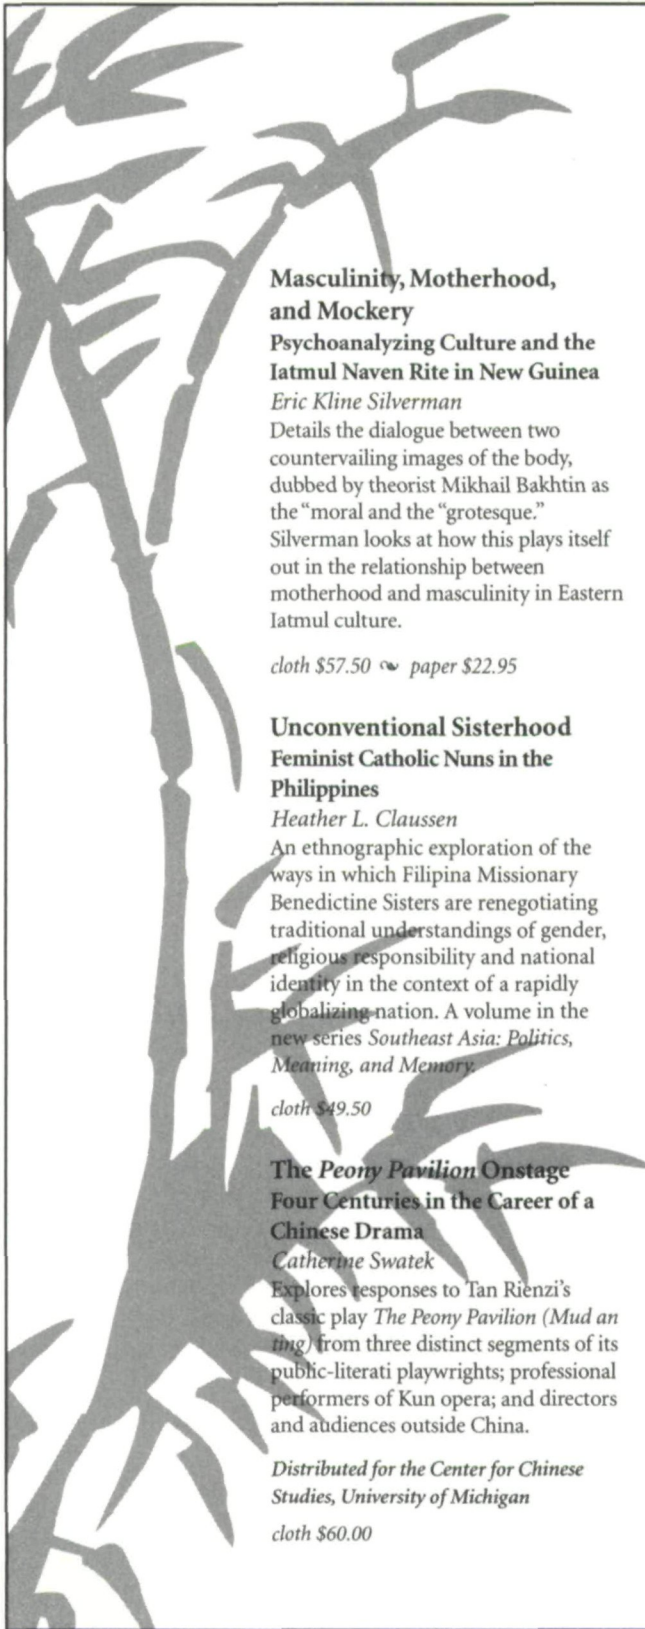 Masculinity, Motherhood,
and Mockery
Psychoanalyzing Culture and the
Iatmul Naven Rite in New Guinea
Eric Kline Silverman
Details the dialogue between two
countervailing images of the body,
dubbed by theorist Mikhail Bakhtin as
the “moral and the “grotesque.”
Silverman looks at how this plays itself
out in the relationship between
motherhood and masculinity in Eastern
Iatmul culture.
cloth $57.50 paper $22.95
Unconventional Sisterhood
Feminist Catholic Nuns in the
Philippines
Heather L. Claussen
An ethnographic exploration of the
ways in which Filipina Missionary
Benedictine Sisters are renegotiating
traditional understandings of gender,
religious responsibility and national
identity in the context of a rapidly
globalizing nation. A volume in the
new series Southeast Asia: Politics,
Meaning, and Memory.
cloth $49.50
The Peony Pavilion Onstage
Four Centuries in the Career of a
Chinese Drama
Catherine Swatek
Explores responses to Tan Rienzi’s
classic play The Peony Pavilion (Mud an
ting) from three distinct segments of its
public-literati playwrights; professional
performers of Kun opera; and directors
and audiences outside China.
Distributed for the Center for Chinese
Studies, University of Michigan
cloth $60.00